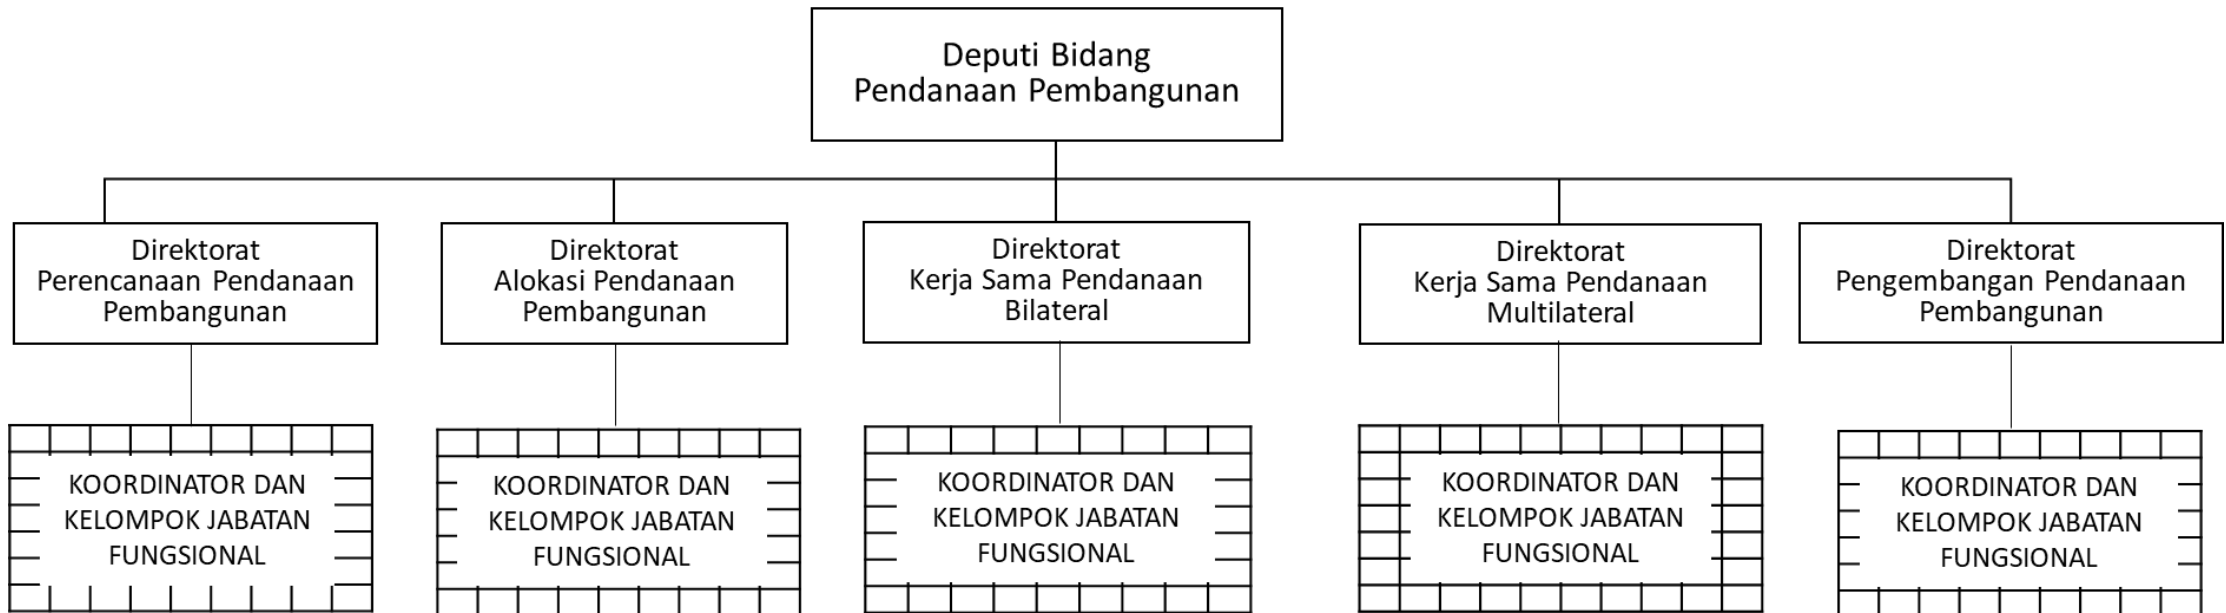 Deputi Bidang
Pendanaan Pembangunan
Direktorat
Perencanaan Pendanaan
Pembangunan
Direktorat
Alokasi Pendanaan
Pembangunan
Direktorat
Kerja Sama Pendanaan
Bilateral
Direktorat
Kerja Sama Pendanaan
Multilateral
Direktorat
Pengembangan Pendanaan
Pembangunan
KOORDINATOR DAN
KELOMPOK JABATAN
FUNGSIONAL
KOORDINATOR DAN
KELOMPOK JABATAN
FUNGSIONAL
KOORDINATOR DAN
KELOMPOK JABATAN
FUNGSIONAL
KOORDINATOR DAN
KELOMPOK JABATAN
FUNGSIONAL
KOORDINATOR DAN
KELOMPOK JABATAN
FUNGSIONAL